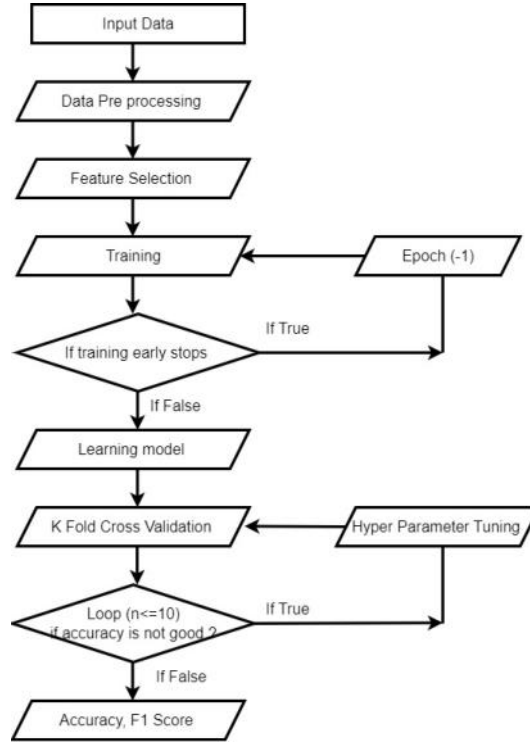 Input Data
Data Pre processing
Feature Selection
Training
Epoch (-1)
If True
If training early stops
If False
Learning model
K Fold Cross Validation
Hyper Parameter Tuning
Loop (n<=10)
if accuracy is not good ?
If True
If False
Accuracy, F1 Score